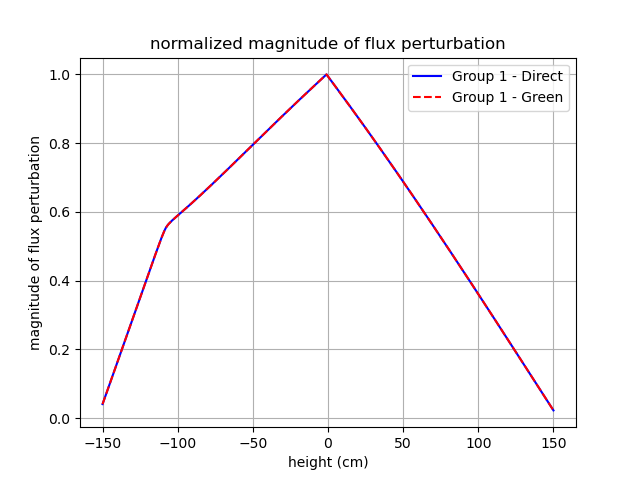 normalized magnitude of flux perturbation
Group 1 - Direct
Group 1 - Green
magnitude of flux perturbation
1.0
0.8
0.6
0.4
0.2
0.0
−150
−100
−50
0
50
100
150
height (cm)